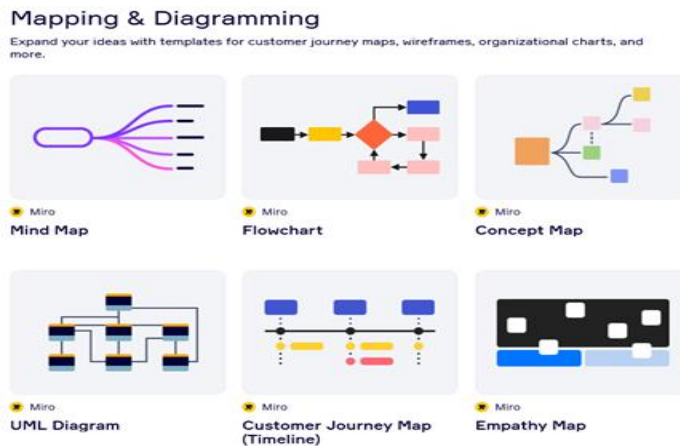 Mapping & Diagramming
Expand your ideas with templates for customer journey maps, wireframes, organizational charts, and
more.
Miro
Mind Map
Miro
Flowchart
Miro
Concept Map
Miro
UML Diagram
Miro
Customer Journey Map
(Timeline)
Miro
Empathy Map